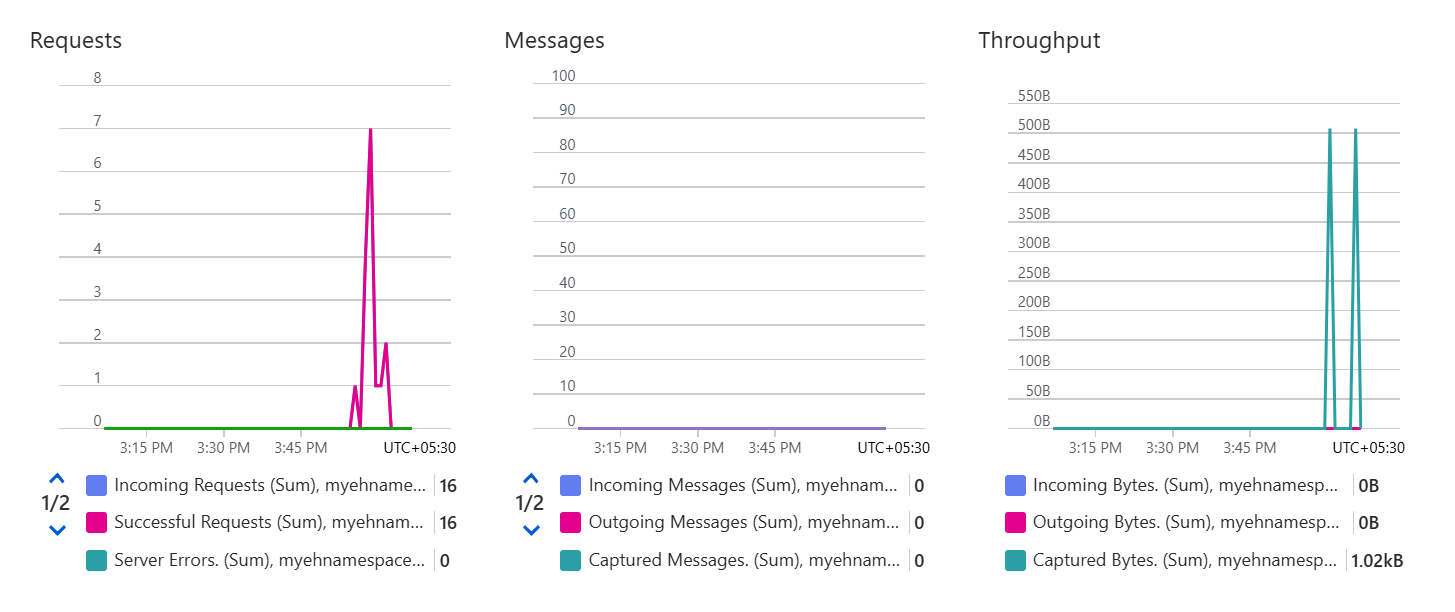 Requests
8
7
6
5
4
3
2
1
0
3:15 PM 3:30 PM 3:45 PM UTC+05:30
1/2
Incoming Requests (Sum), myehname... 16
Successful Requests (Sum), myehnam... 16
Server Errors. (Sum), myehnamespace... 0
Messages
100
90
80
70
60
50
40
30
20
10
0
3:15 PM 3:30 PM 3:45 PM UTC+05:30
1/2
Incoming Messages (Sum), myehnam... 0
Outgoing Messages (Sum), myehnam... 0
Captured Messages. (Sum), myehnam... 0
Throughput
550B
500B
450B
400B
350B
300B
250B
200B
150B
100B
50B
0B
3:15 PM 3:30 PM 3:45 PM UTC+05:30
Incoming Bytes. (Sum), myehnamesp... 0B
Outgoing Bytes. (Sum), myehnamesp... 0B
Captured Bytes. (Sum), myehnamesp... 1.02kB